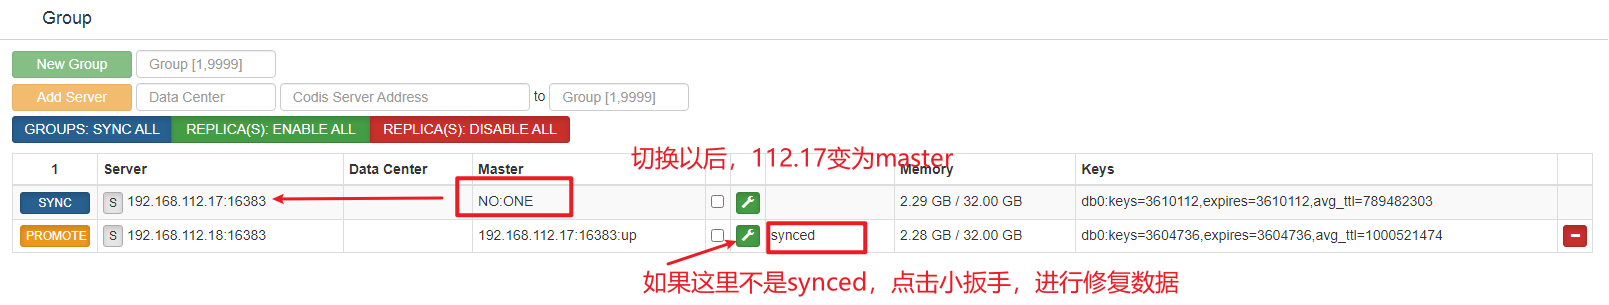 Group
New Group Group [1,9999]
Add Server Data Center Codis Server Address to Group [1,9999]
GROUPS: SYNC ALL REPLICA(S): ENABLE ALL REPLICA(S): DISABLE ALL
切换以后，112.17变为master
1 Server Data Center Master Memory Keys
SYNC S 192.168.112.17:16383 NO:ONE 2.29 GB / 32.00 GB db0:keys=3610112,expires=3610112,avg_ttl=789482303
PROMOTE S 192.168.112.18:16383 192.168.112.17:16383:up synced 2.28 GB / 32.00 GB db0:keys=3604736,expires=3604736,avg_ttl=1000521474
如果这里不是synced，点击小扳手，进行修复数据